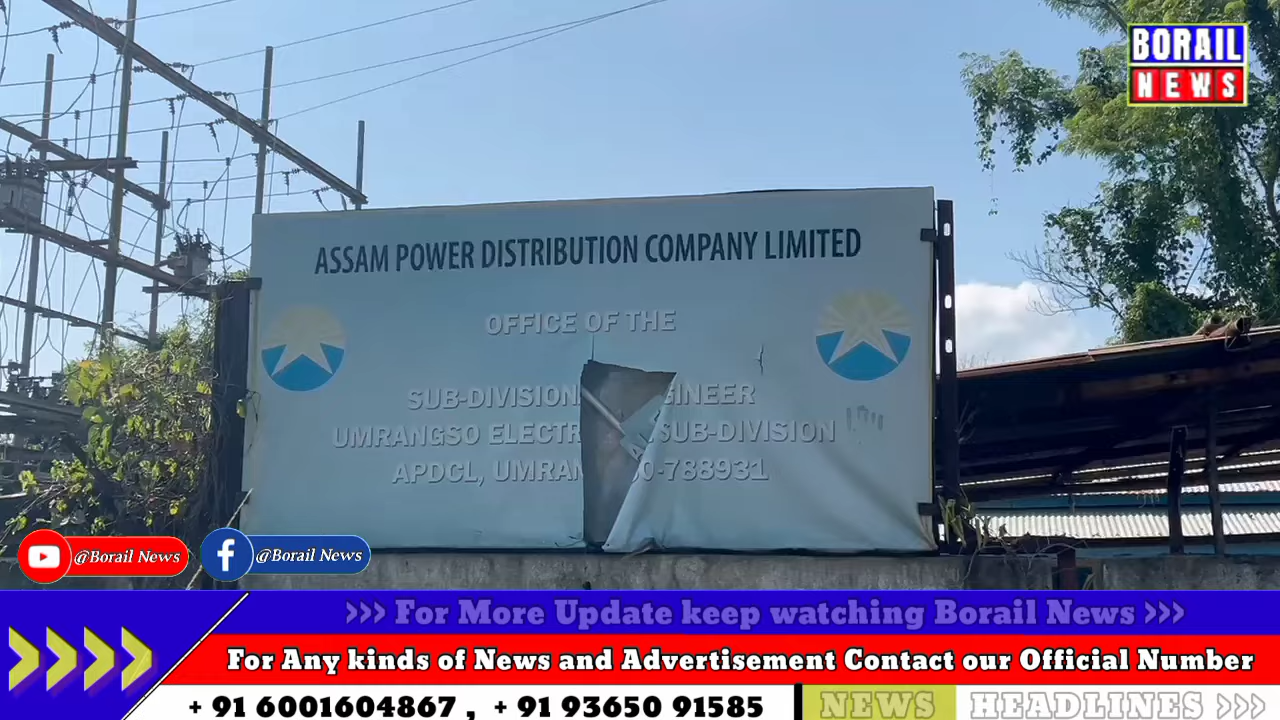 BORAIL
NEWS
ASSAM POWER DISTRIBUTION COMPANY LIMITED
OFFICE OF THE
SUB-DIVISION GINEER
UMRANGSO ELECTR SUB-DIVISION
APDCL, UMRAN O-788931
@Borail News @Borail News
>>> For More Update keep watching Borail News >>>
For Any kinds of News and Advertisement Contact our Official Number
+ 91 6001604867 , + 91 93650 91585 NEWS HEADLINES >>>